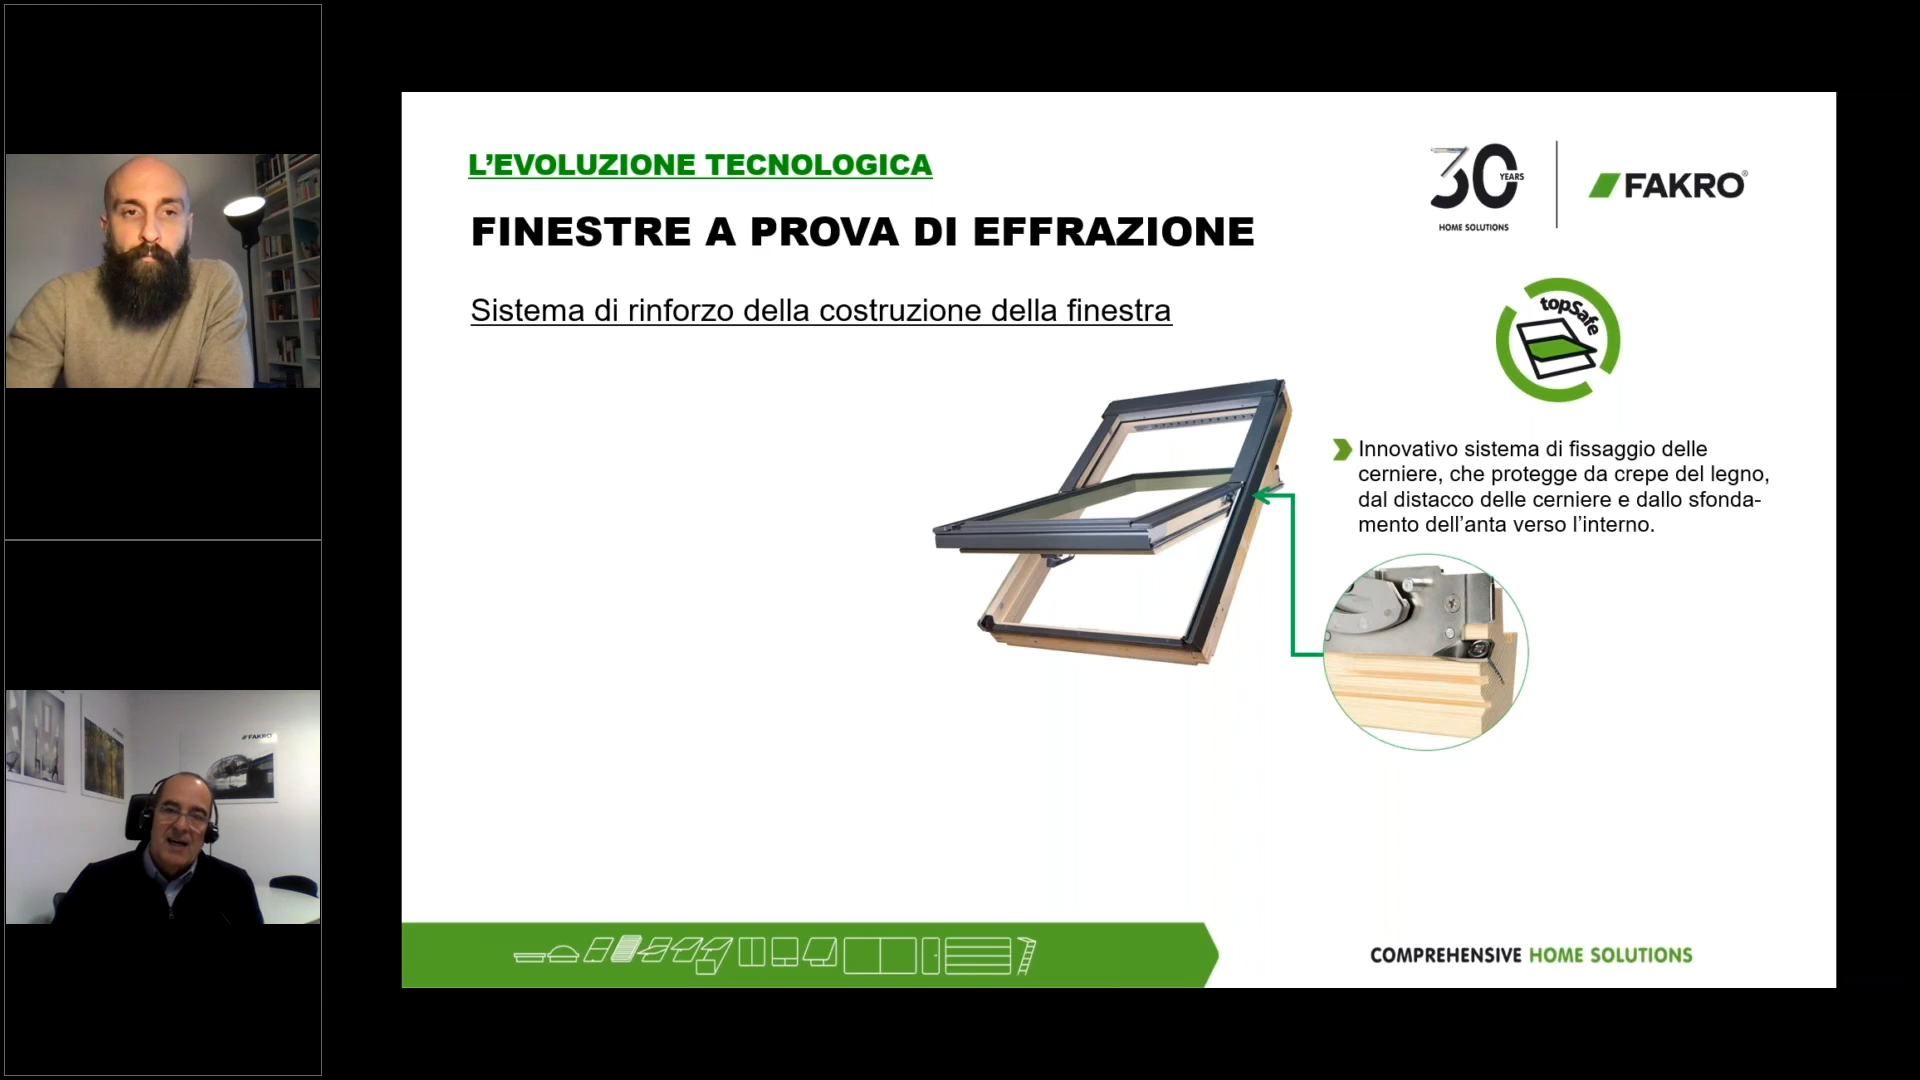 L’EVOLUZIONE TECNOLOGICA
FINESTRE A PROVA DI EFFRAZIONE
Sistema di rinforzo della costruzione della finestra
30 YEARS
HOME SOLUTIONS
FAKRO®
topSafe
Innovativo sistema di fissaggio delle
cerniere, che protegge da crepe del legno,
dal distacco delle cerniere e dallo sfonda-
mento dell’anta verso l’interno.
FAKRO
COMPREHENSIVE HOME SOLUTIONS